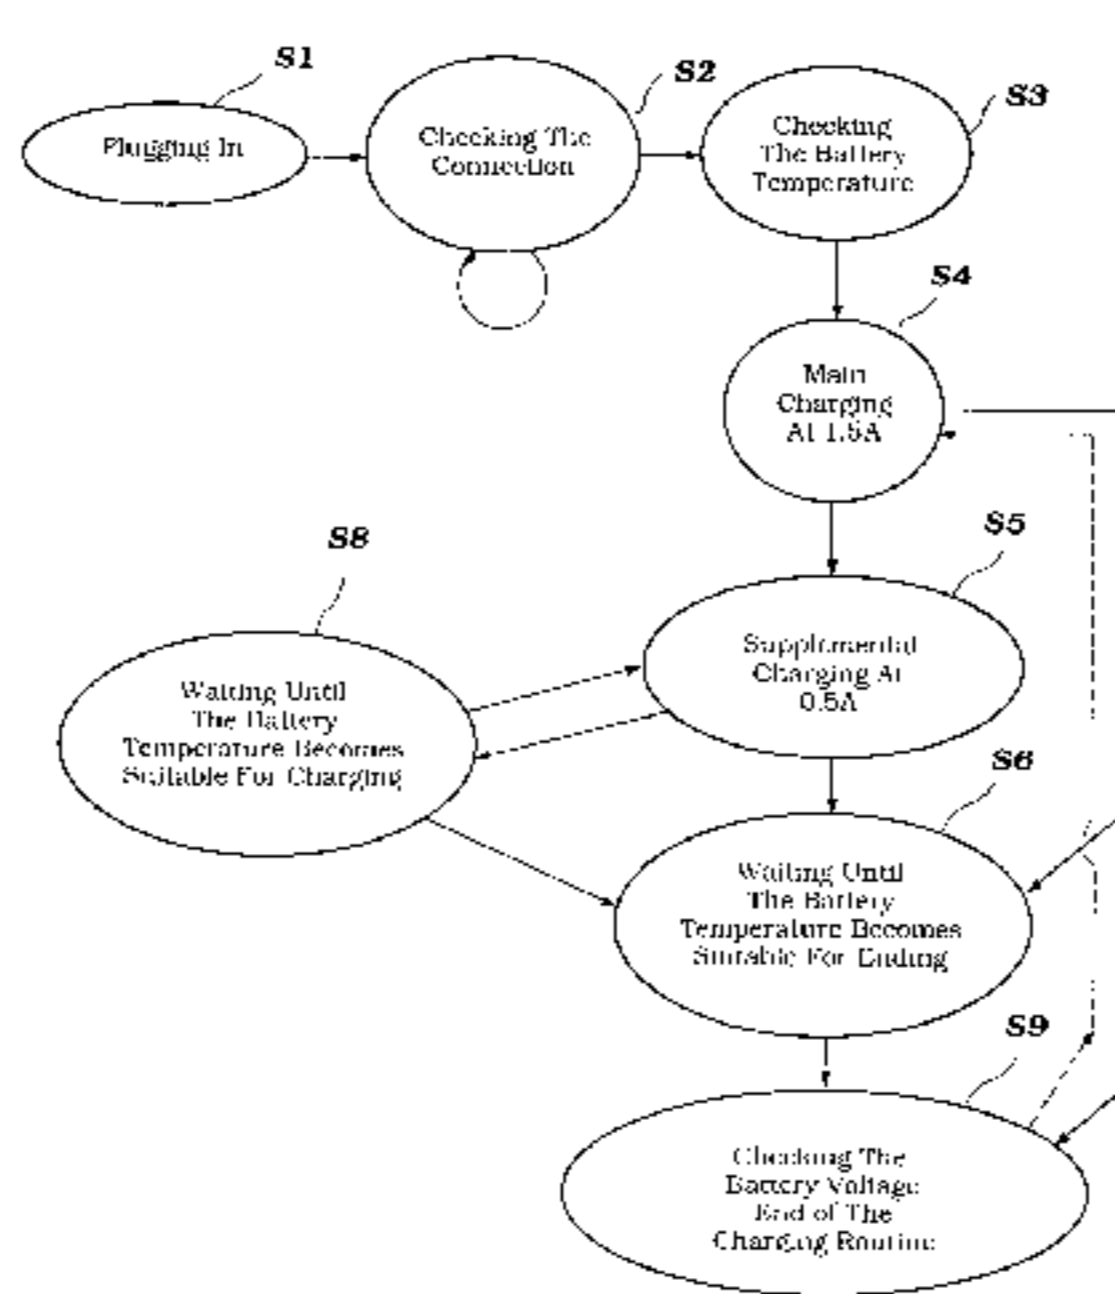 S1
Plugging In
S2
Checking The
Connection
S3
Checking
The Battery
Temperature
S4
Main
Charging
At 1.5A
S5
Supplemental
Charging At
0.5A
S8
Waiting Until
The Battery
Temperature Becomes
Suitable For Charging
S6
Waiting Until
The Battery
Temperature Becomes
Suitable For Ending
S9
Checking The
Battery Voltage
End of The
Charging Routine